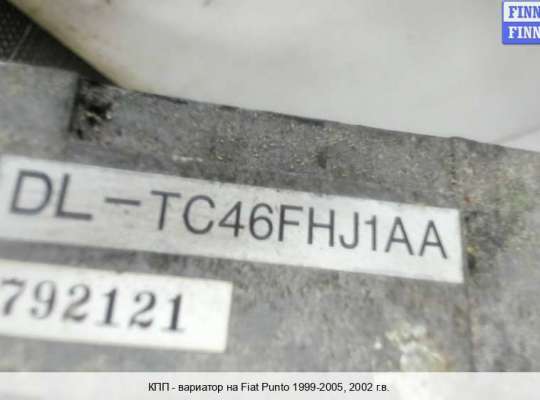 FINN
FINN
DL-TC46FHJ1AA
792121
КПП - вариатор на Fiat Punto 1999-2005, 2002 г.в.